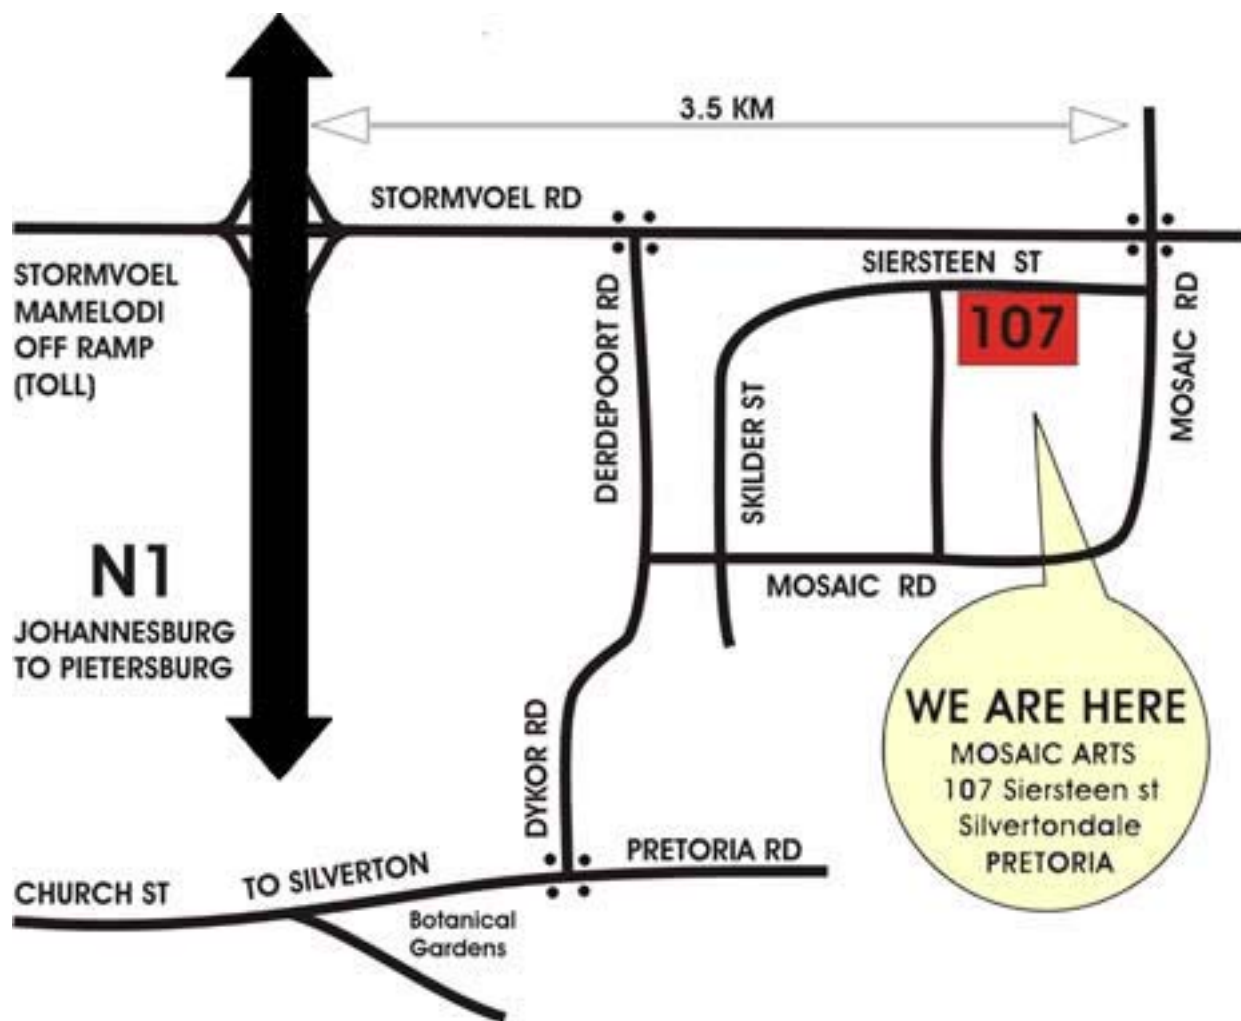 3.5 KM
STORMVOEL RD
STORMVOEL
MAMELODI
OFF RAMP
(TOLL)
SIERSTEEN ST
DERDEPOORT RD
107
MOSAIC RD
SKILDER ST
N1
JOHANNESBURG
TO PIETERSBURG
MOSAIC RD
WE ARE HERE
MOSAIC ARTS
107 Siersteen st
Silvertondale
PRETORIA
DYKOR RD
PRETORIA RD
CHURCH ST
TO SILVERTON
Botanical
Gardens